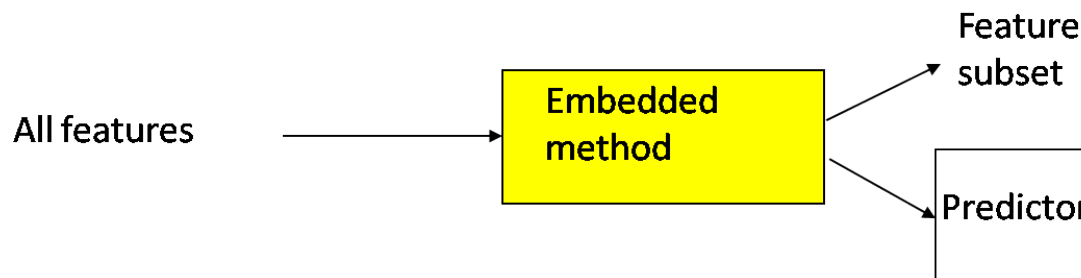 All features
Embedded
method
Feature
subset
Predictor